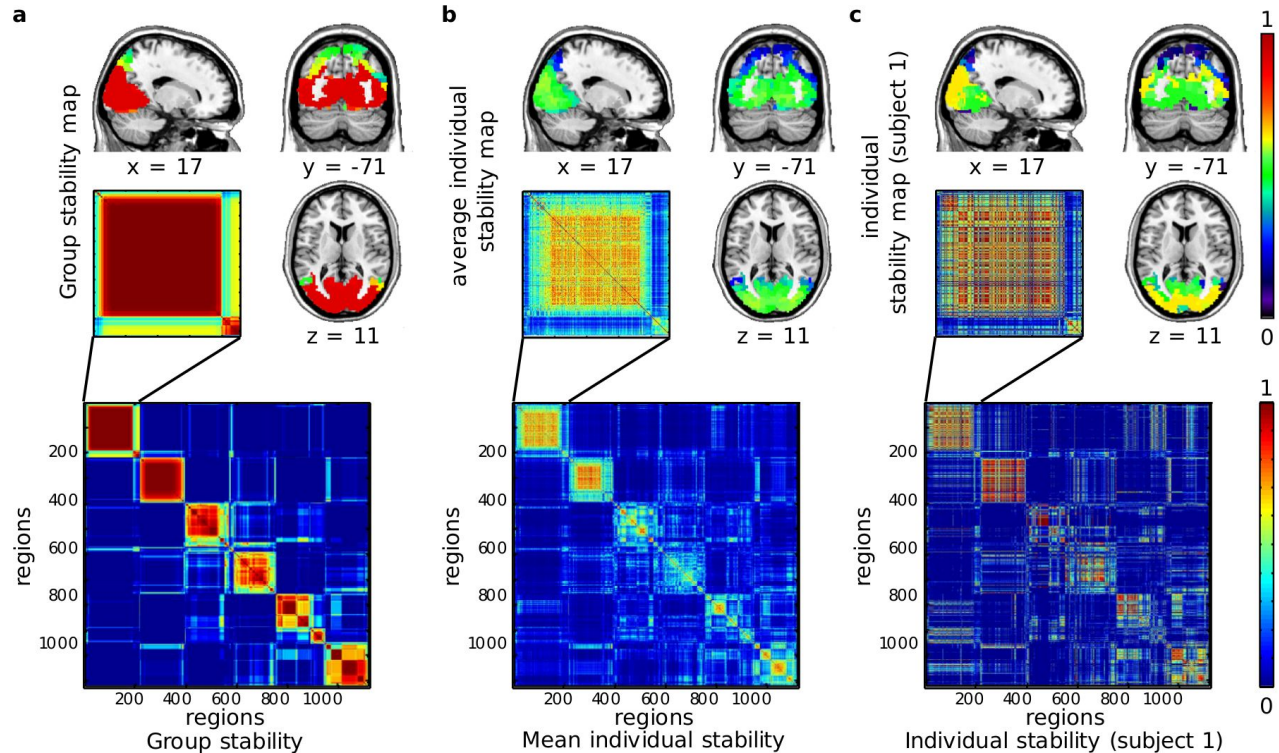 a
b
c
Group stability map
average individual
stability map
individual
stability map (subject 1)
1
0
x = 17
y = -71
z = 11
x = 17
y = -71
z = 11
x = 17
y = -71
z = 11
regions
200
400
600
800
1000
200 400 600 800 1000
regions
Group stability
regions
200
400
600
800
1000
200 400 600 800 1000
regions
Mean individual stability
regions
200
400
600
800
1000
200 400 600 800 1000
regions
Individual stability (subject 1)
1
0